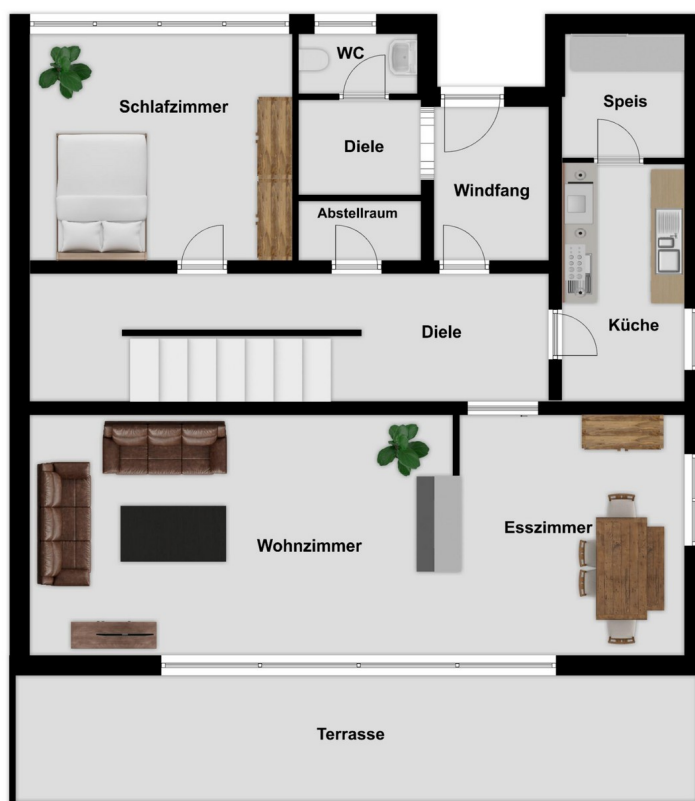 WC
Schlafzimmer
Speis
Diele
Windfang
Abstellraum
Diele
Küche
Esszimmer
Wohnzimmer
Terrasse